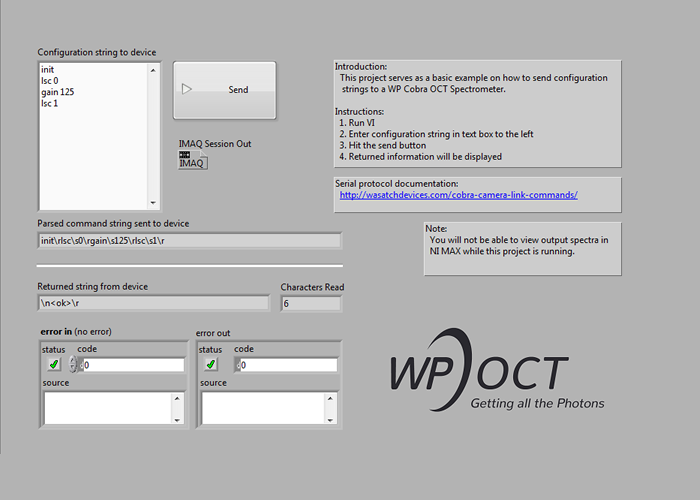 Configuration string to device
init
lsc 0
gain 125
lsc 1
Send
IMAQ Session Out
IMAQ
Parsed command string sent to device
init\rlsc\s0\rgain\s125\rlsc\s1\r
Returned string from device
\n<ok>\r
Characters Read
6
error in (no error)
status
code
0
source
error out
status
code
0
source
Introduction:
This project serves as a basic example on how to send configuration
strings to a WP Cobra OCT Spectrometer.
Instructions:
1. Run VI
2. Enter configuration string in text box to the left
3. Hit the send button
4. Returned information will be displayed
Serial protocol documentation:
http://wasatchdevices.com/cobra-camera-link-commands/
Note:
You will not be able to view output spectra in
NI MAX while this project is running.
WP OCT
Getting all the Photons